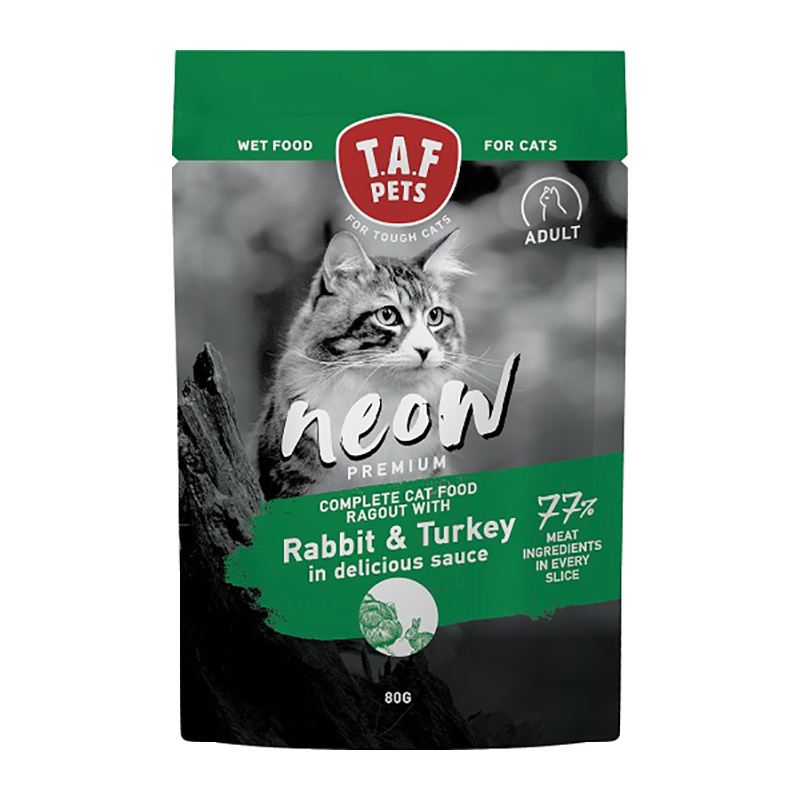 WET FOOD
T.A.F
PETS
FOR CATS
FOR TOUGH CATS
ADULT
neow
PREMIUM
COMPLETE CAT FOOD
RAGOUT WITH
Rabbit & Turkey
in delicious sauce
77%
MEAT
INGREDIENTS
IN EVERY
SLICE
80G